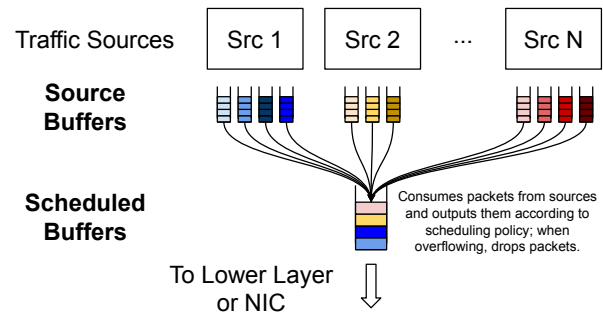 Traffic Sources
Src 1
Src 2
...
Src N
Source
Buffers
Scheduled
Buffers
Consumes packets from sources
and outputs them according to
scheduling policy; when
overflowing, drops packets.
To Lower Layer
or NIC